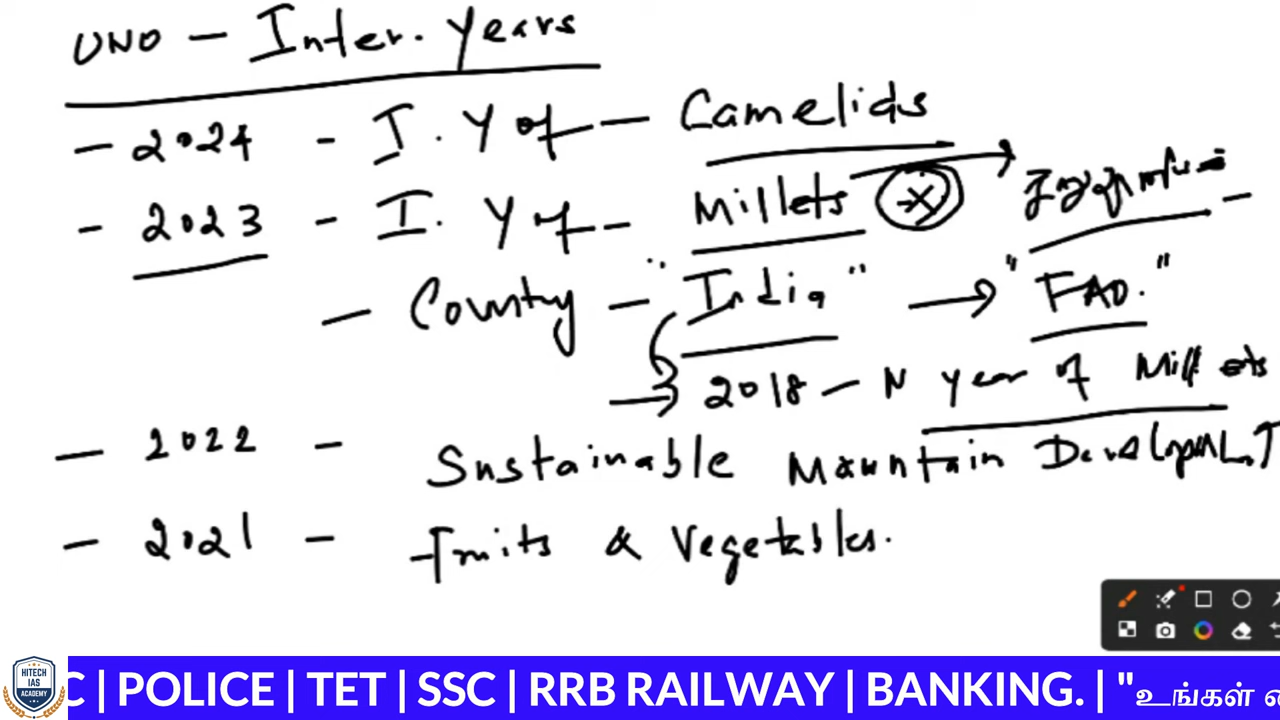 UNO - Inter. Years
- 2024 - I. Y of - Camelids
- 2023 - I. Y of - Millets
- Country - "India" → "FAO."
→ 2018 - N year of Millets
- 2022 - Sustainable Mountain Development
- 2021 - Fruits & Vegetables.
HITECH
IAS
ACADEMY
C | POLICE | TET | SSC | RRB RAILWAY | BANKING. | "உங்கள்